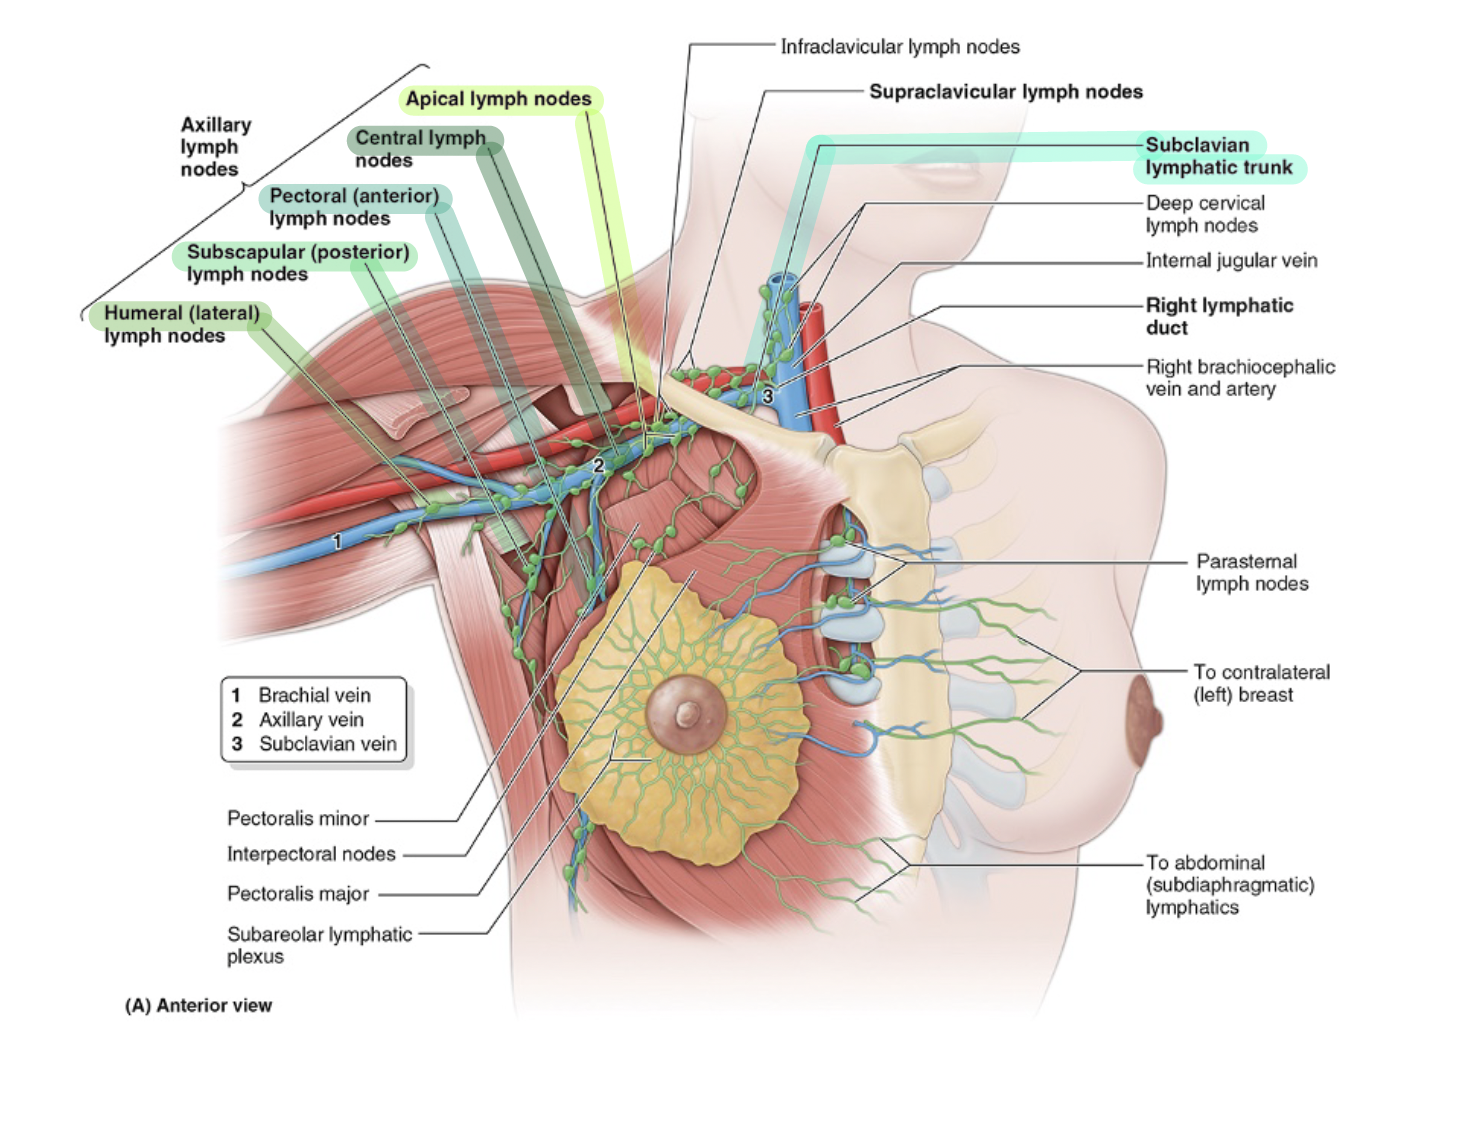 Infraclavicular lymph nodes
Supraclavicular lymph nodes
Apical lymph nodes
Axillary
lymph
nodes
Central lymph
nodes
Pectoral (anterior)
lymph nodes
Subscapular (posterior)
lymph nodes
Humeral (lateral)
lymph nodes
Subclavian
lymphatic trunk
Deep cervical
lymph nodes
Internal jugular vein
Right lymphatic
duct
Right brachiocephalic
vein and artery
3
2
1
Parasternal
lymph nodes
To contralateral
(left) breast
1 Brachial vein
2 Axillary vein
3 Subclavian vein
Pectoralis minor
Interpectoral nodes
Pectoralis major
Subareolar lymphatic
plexus
To abdominal
(subdiaphragmatic)
lymphatics
(A) Anterior view